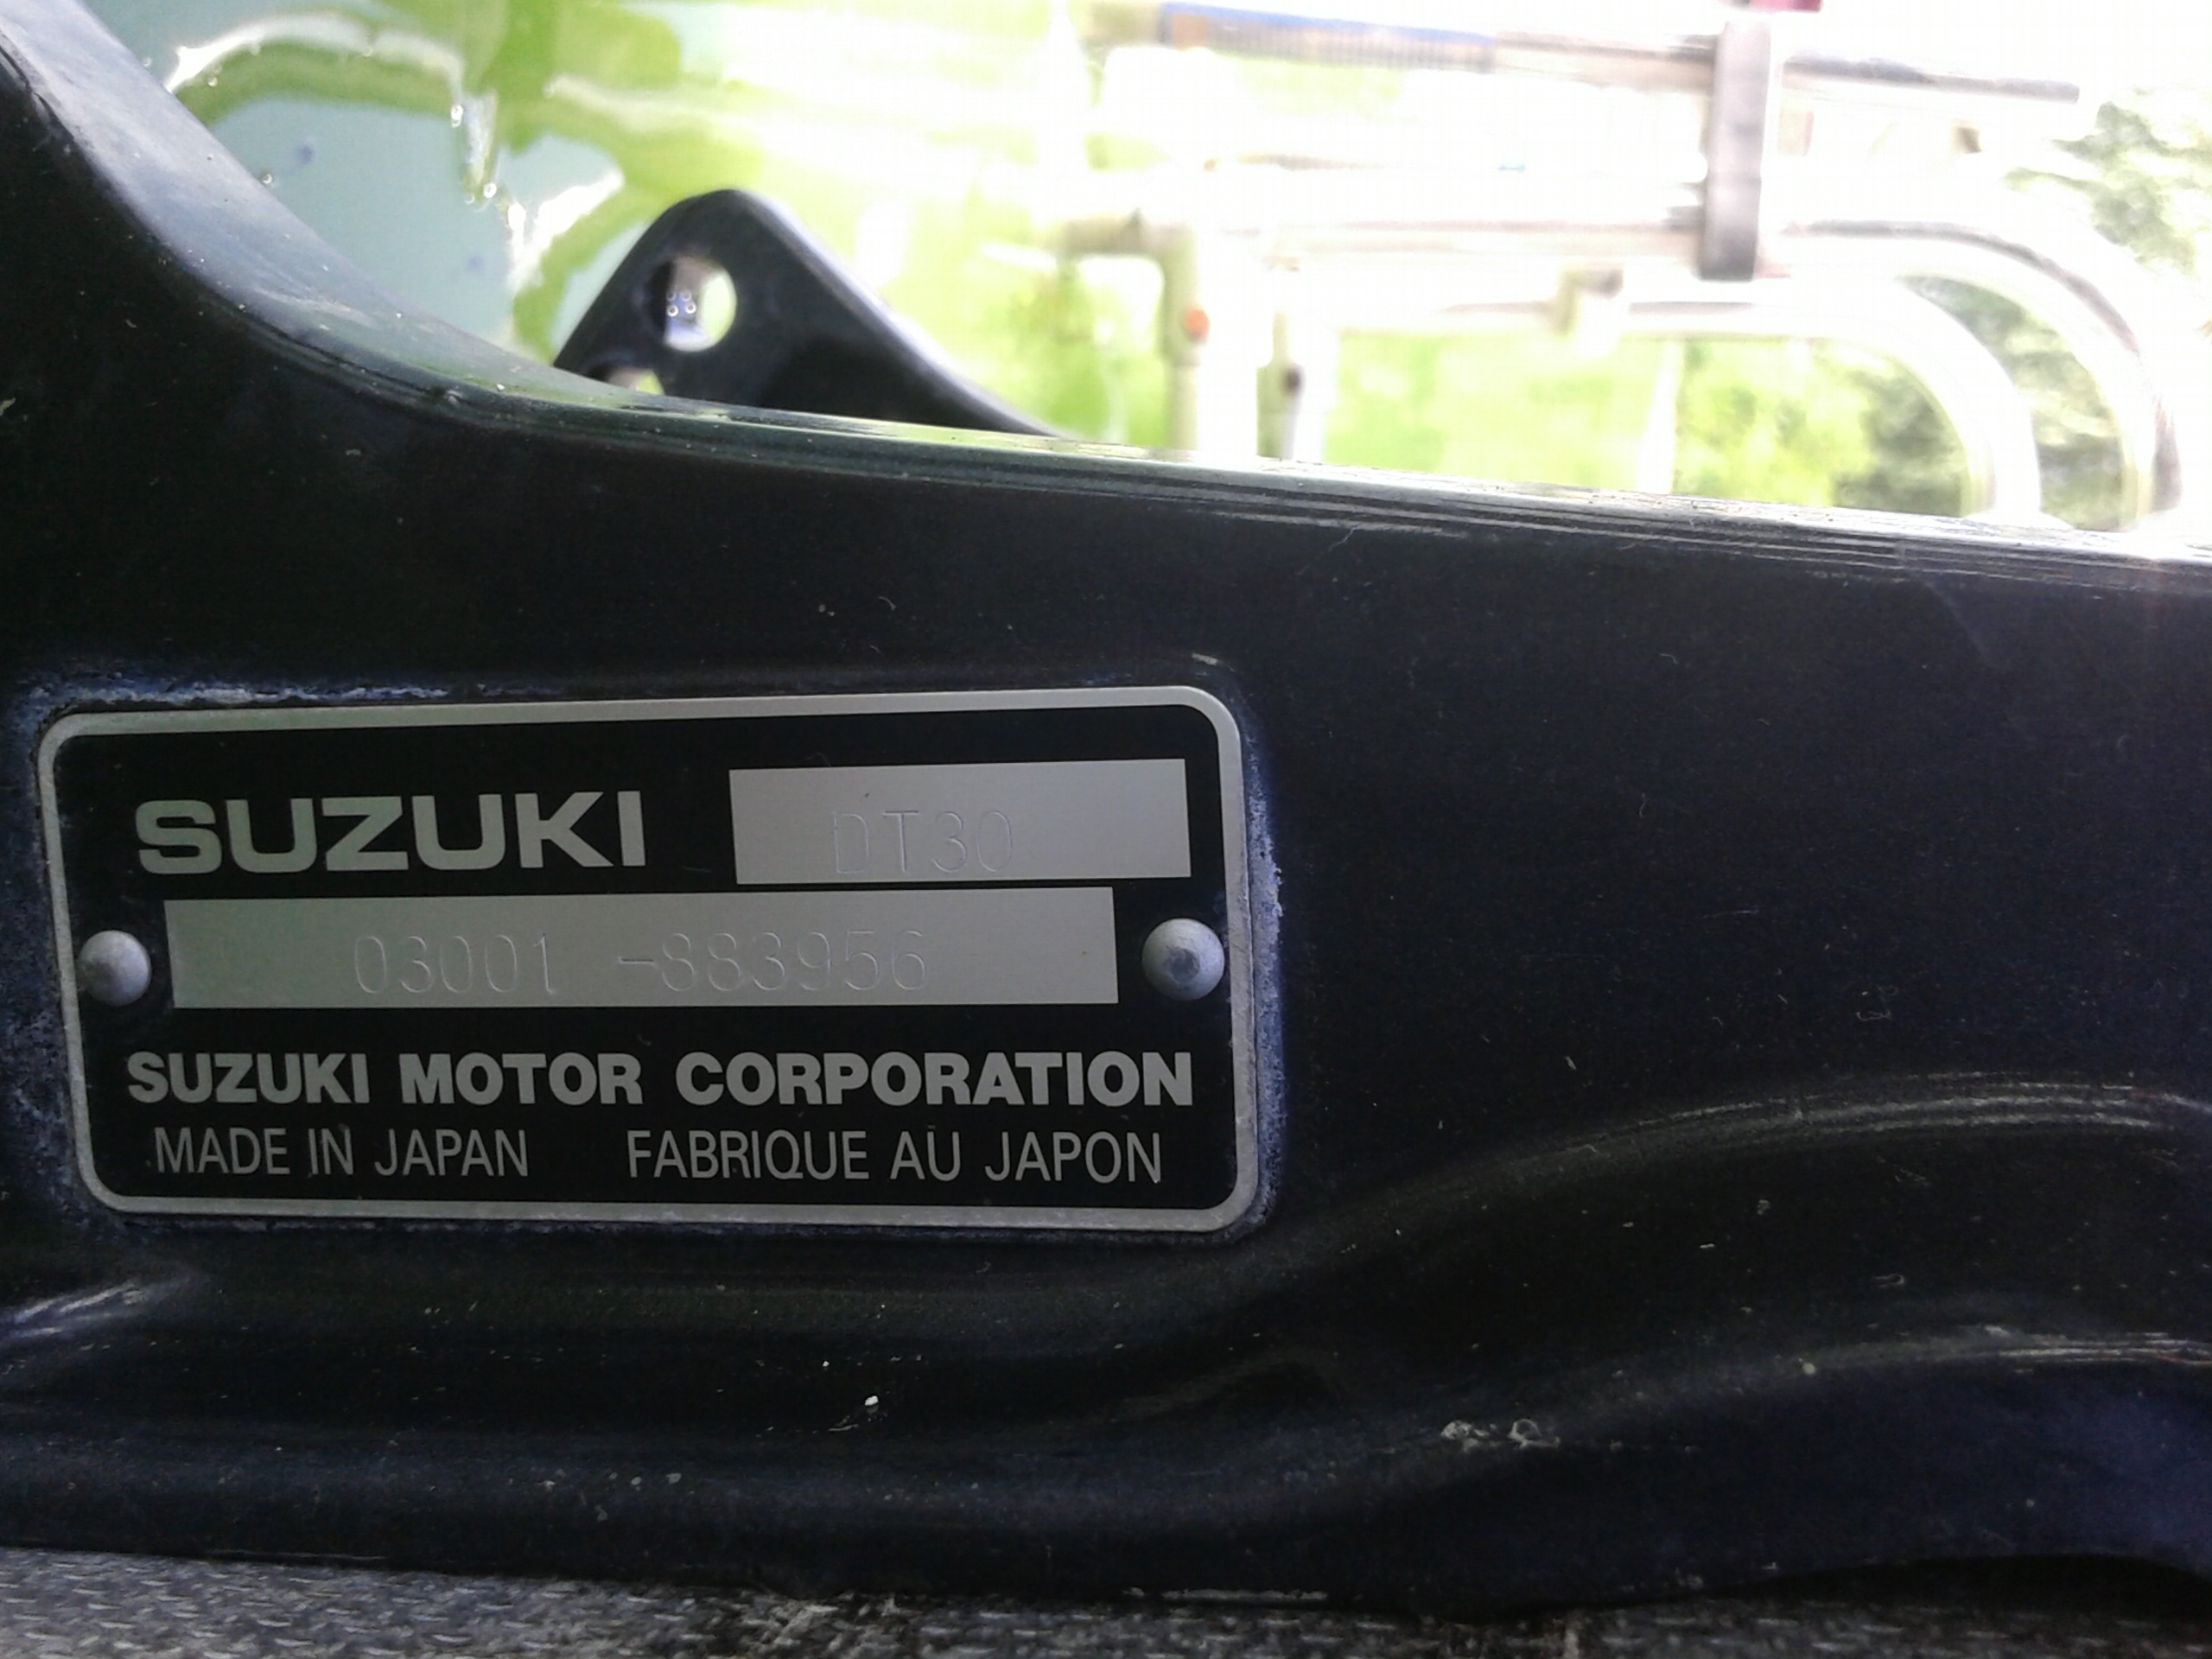 SUZUKI DT30
03001 -883956
SUZUKI MOTOR CORPORATION
MADE IN JAPAN FABRIQUE AU JAPON